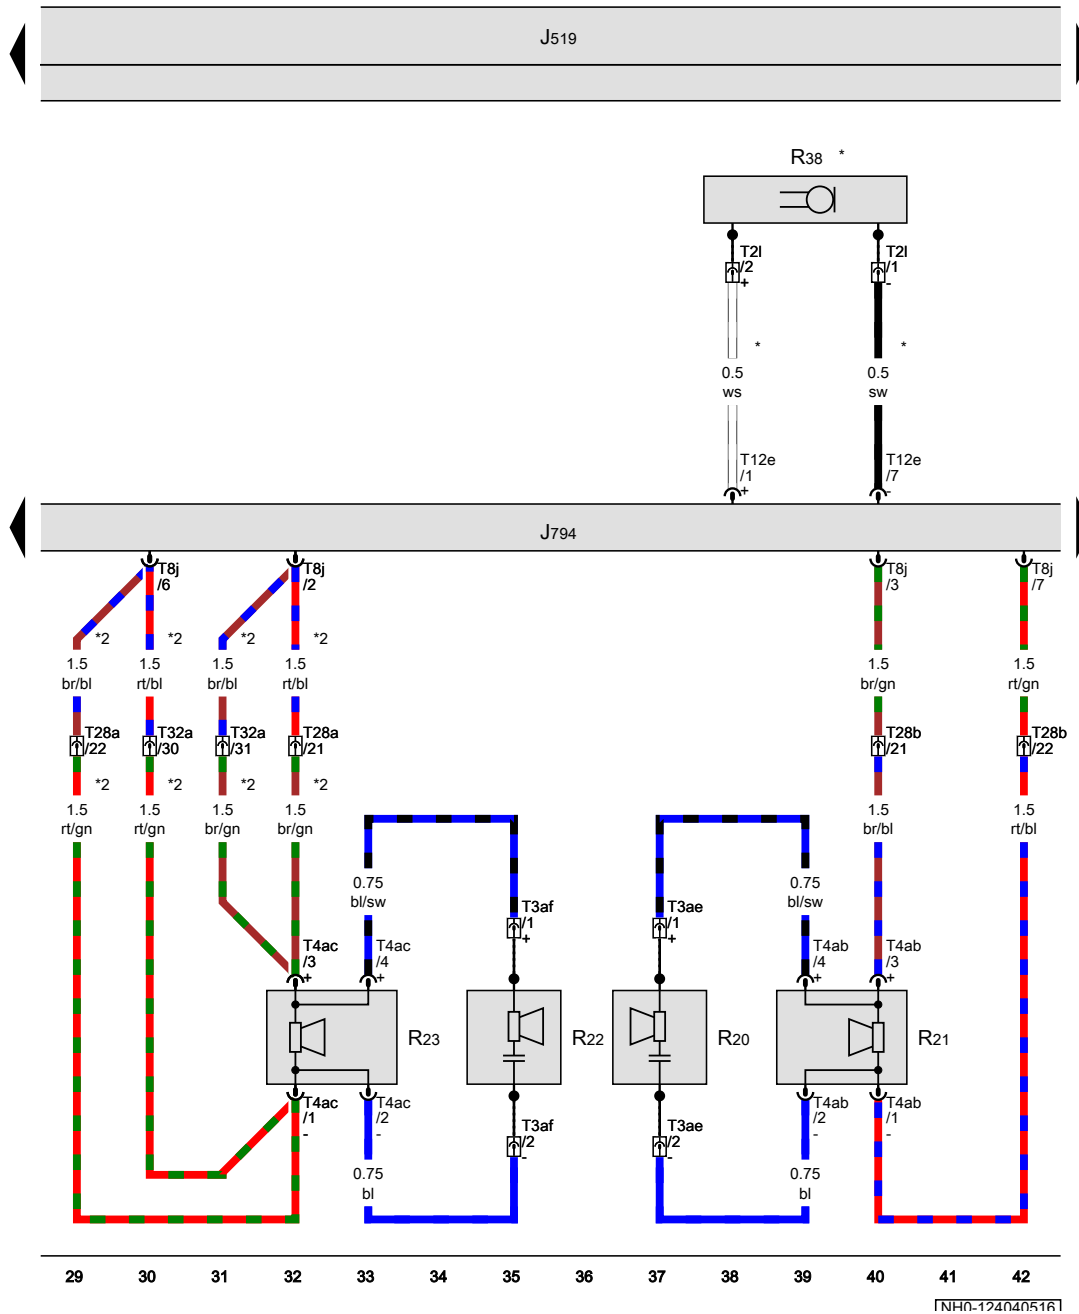 J519
R38 *
T2l /2 +
T2l /1 -
* *
0.5 ws
0.5 sw
T12e /1 +
T12e /7 -
J794
T8j /6
T8j /2
T8j /3
T8j /7
*2 *2 *2 *2
1.5 br/bl
1.5 rt/bl
1.5 br/bl
1.5 rt/bl
1.5 br/gn
1.5 rt/gn
T28a /22
T32a /30
T32a /31
T28a /21
T28b /21
T28b /22
*2 *2 *2 *2
1.5 rt/gn
1.5 rt/gn
1.5 br/gn
1.5 br/gn
1.5 br/bl
1.5 rt/bl
0.75 bl/sw
0.75 bl/sw
T3af /1 +
T3ae /1 +
T4ac /3 +
T4ac /4 +
T4ab /4 +
T4ab /3 +
R23
R22
R20
R21
T4ac /1 -
T4ac /2 -
T3af /2 -
T3ae /2 -
T4ab /2 -
T4ab /1 -
0.75 bl
0.75 bl
29 30 31 32 33 34 35 36 37 38 39 40 41 42
NH0-124040516